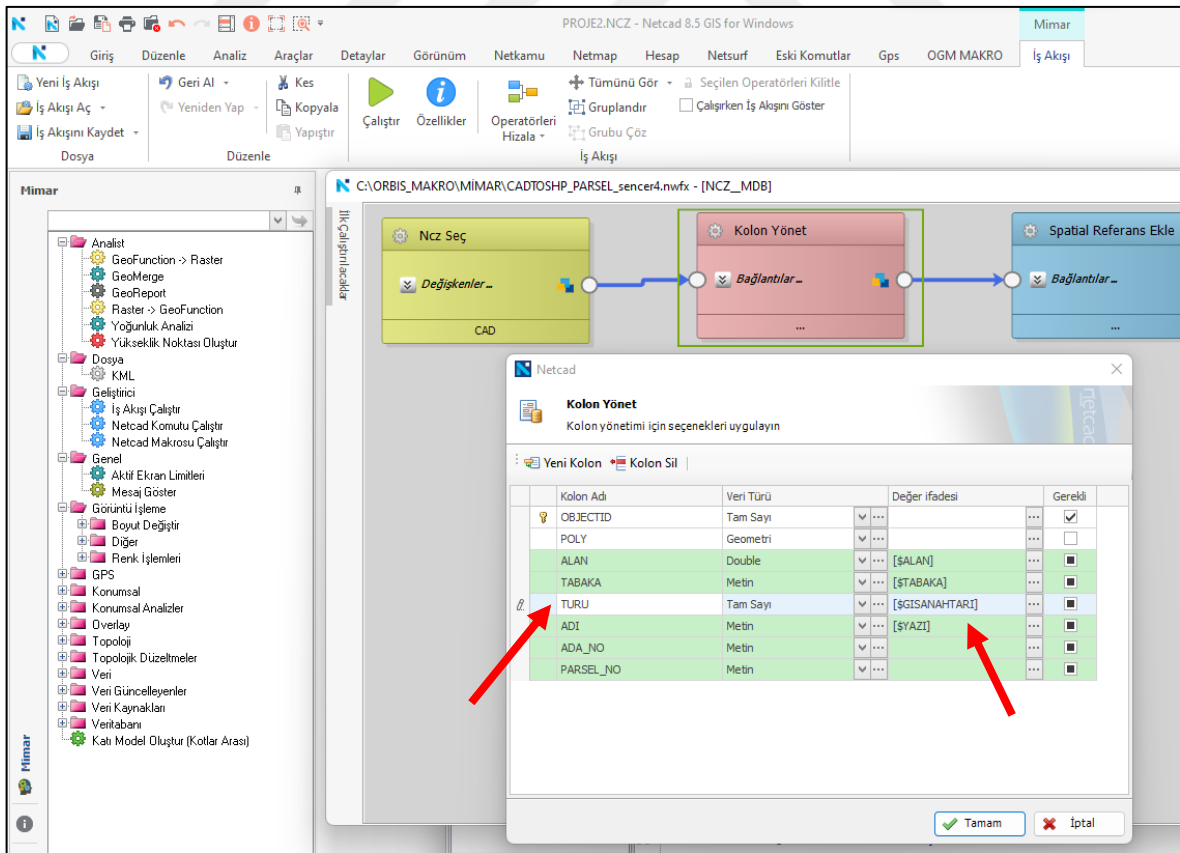 PROJE2.NCZ - Netcad 8.5 GIS for Windows
Mimar
N
Giriş Düzenle Analiz Araçlar Detaylar Görünüm Netkamu Netmap Hesap Netsurf Eski Komutlar Gps OGM MAKRO İş Akışı
Yeni İş Akışı
İş Akışı Aç
İş Akışını Kaydet
Dosya
Geri Al
Yeniden Yap
Kes
Kopyala
Yapıştır
Düzenle
Çalıştır
Özellikler
Operatörleri
Hizala
Tümünü Gör
Gruplandır
Grubu Çöz
Seçilen Operatörleri Kilitle
Çalışırken İş Akışını Göster
İş Akışı
Mimar
Analist
GeoFunction -> Raster
GeoMerge
GeoReport
Raster -> GeoFunction
Yoğunluk Analizi
Yükseklik Noktası Oluştur
Dosya
KML
Geliştirici
İş Akışı Çalıştır
Netcad Komutu Çalıştır
Netcad Makrosu Çalıştır
Genel
Aktif Ekran Limitleri
Mesaj Göster
Görüntü İşleme
Boyut Değiştir
Diğer
Renk İşlemleri
GPS
Konumsal
Konumsal Analizler
Overlay
Topoloji
Topolojik Düzeltmeler
Veri
Veri Güncelleyenler
Veri Kaynakları
Veritabanı
Katı Model Oluştur (Kotlar Arası)
Mimar
C:\ORBIS_MAKRO\MİMAR\CADTOSHP_PARSEL_sencer4.nwfx - [NCZ__MDB]
İlk Çalıştırılacaklar
Ncz Seç
Değişkenler...
CAD
Kolon Yönet
Bağlantılar...
...
Spatial Referans Ekle
Bağlantılar...
...
Netcad
Kolon Yönet
Kolon yönetimi için seçenekleri uygulayın
netcad
Yeni Kolon Kolon Sil
Kolon Adı Veri Türü Değer ifadesi Gerekli
OBJECTID Tam Sayı
POLY Geometri
ALAN Double [$ALAN]
TABAKA Metin [$TABAKA]
TURU Tam Sayı [$GISANAHTARI]
ADI Metin [$YAZI]
ADA_NO Metin
PARSEL_NO Metin
Tamam İptal